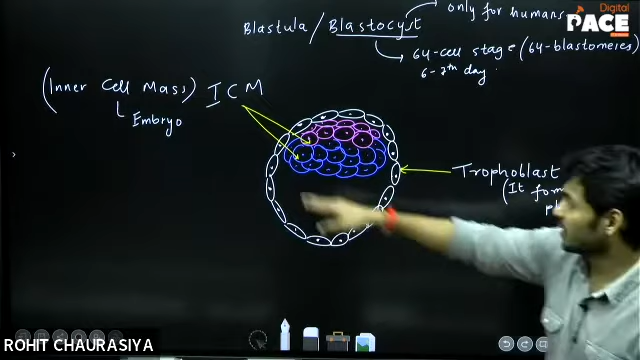 only for humans
Digital
PACE
Blastula / Blastocyst
64-cell stage (64-blastomeres)
6-7th day.
(Inner Cell Mass) ICM
Embryo
Trophoblast
(It
ROHIT CHAURASIYA